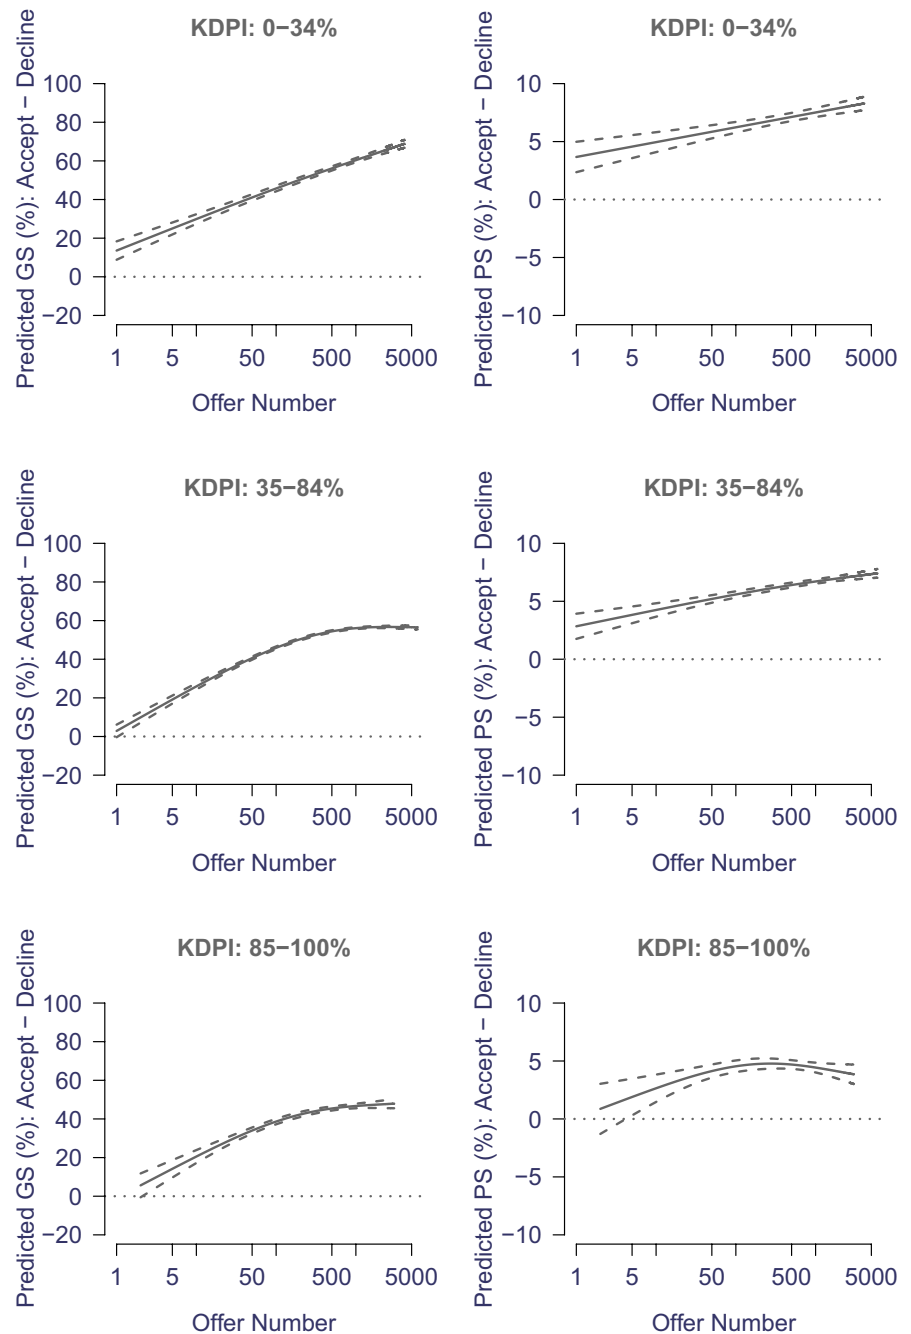 KDPI: 0−34%
Predicted GS (%): Accept − Decline
100
80
60
40
20
0
−20
1 5 50 500 5000
Offer Number
KDPI: 0−34%
Predicted PS (%): Accept − Decline
10
5
0
−5
−10
1 5 50 500 5000
Offer Number
KDPI: 35−84%
Predicted GS (%): Accept − Decline
100
80
60
40
20
0
−20
1 5 50 500 5000
Offer Number
KDPI: 35−84%
Predicted PS (%): Accept − Decline
10
5
0
−5
−10
1 5 50 500 5000
Offer Number
KDPI: 85−100%
Predicted GS (%): Accept − Decline
100
80
60
40
20
0
−20
1 5 50 500 5000
Offer Number
KDPI: 85−100%
Predicted PS (%): Accept − Decline
10
5
0
−5
−10
1 5 50 500 5000
Offer Number